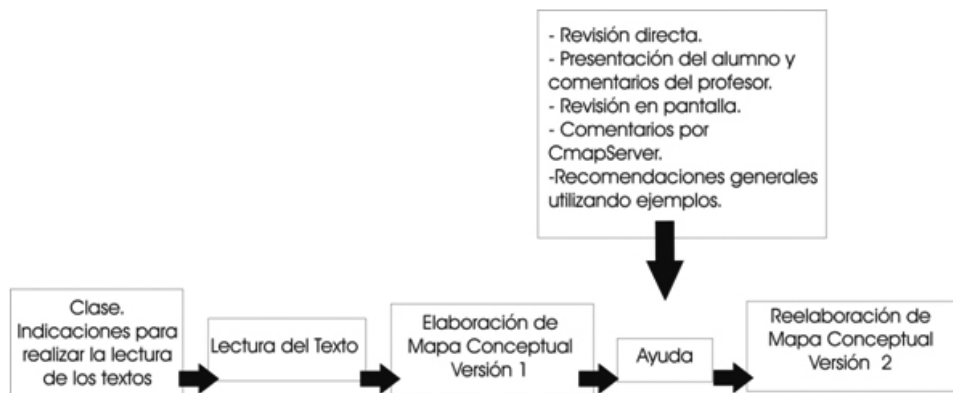 - Revisión directa.
- Presentación del alumno y
comentarios del profesor.
- Revisión en pantalla.
- Comentarios por
CmapServer.
-Recomendaciones generales
utilizando ejemplos.
Clase.
Indicaciones para
realizar la lectura
de los textos
Lectura del Texto
Elaboración de
Mapa Conceptual
Versión 1
Ayuda
Reelaboración de
Mapa Conceptual
Versión 2